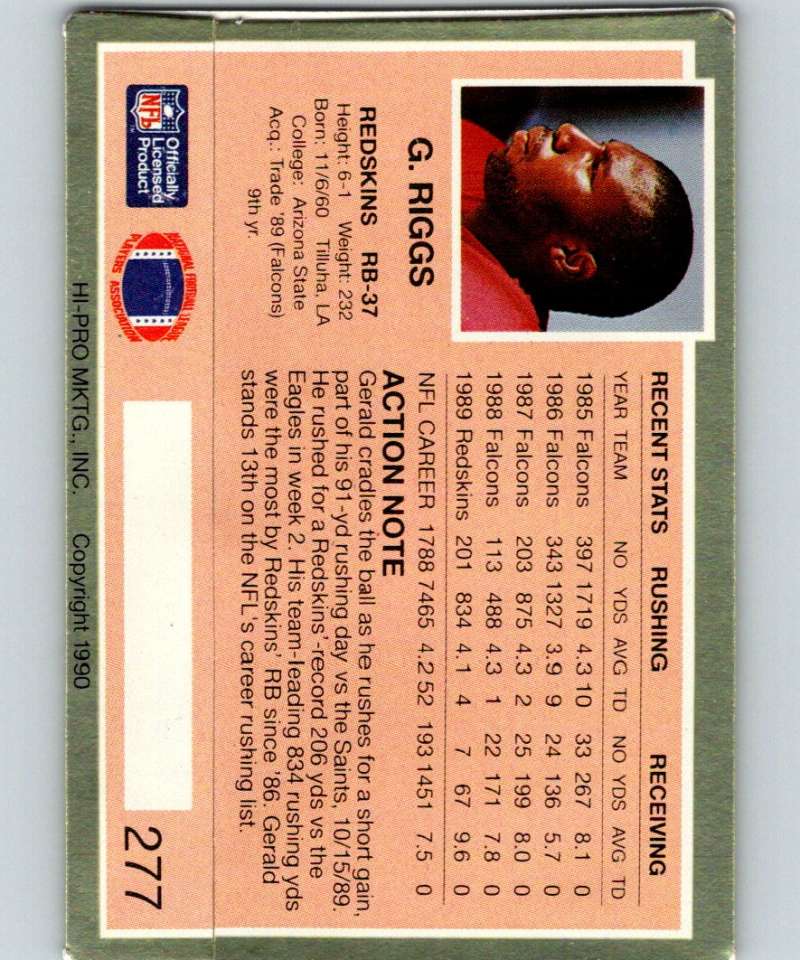 G. RIGGS
REDSKINS RB-37
Height: 6-1 Weight: 232
Born: 11/6/60 Tilluha, LA
College: Arizona State
Acq.: Trade '89 (Falcons)
9th yr.
NFL
Officially
Licensed
Product
NATIONAL FOOTBALL LEAGUE
PLAYERS ASSOCIATION
RECENT STATS RUSHING RECEIVING
YEAR TEAM NO YDS AVG TD NO YDS AVG TD
1985 Falcons 397 1719 4.3 10 33 267 8.1 0
1986 Falcons 343 1327 3.9 9 24 136 5.7 0
1987 Falcons 203 875 4.3 2 25 199 8.0 0
1988 Falcons 113 488 4.3 1 22 171 7.8 0
1989 Redskins 201 834 4.1 4 7 67 9.6 0
NFL CAREER 1788 7465 4.2 52 193 1451 7.5 0
ACTION NOTE
Gerald cradles the ball as he rushes for a short gain,
part of his 91-yd rushing day vs the Saints, 10/15/89.
He rushed for a Redskins'-record 206 yds vs the
Eagles in week 2. His team-leading 834 rushing yds
were the most by Redskins' RB since '86. Gerald
stands 13th on the NFL's career rushing list.
277
HI-PRO MKTG., INC. Copyright 1990